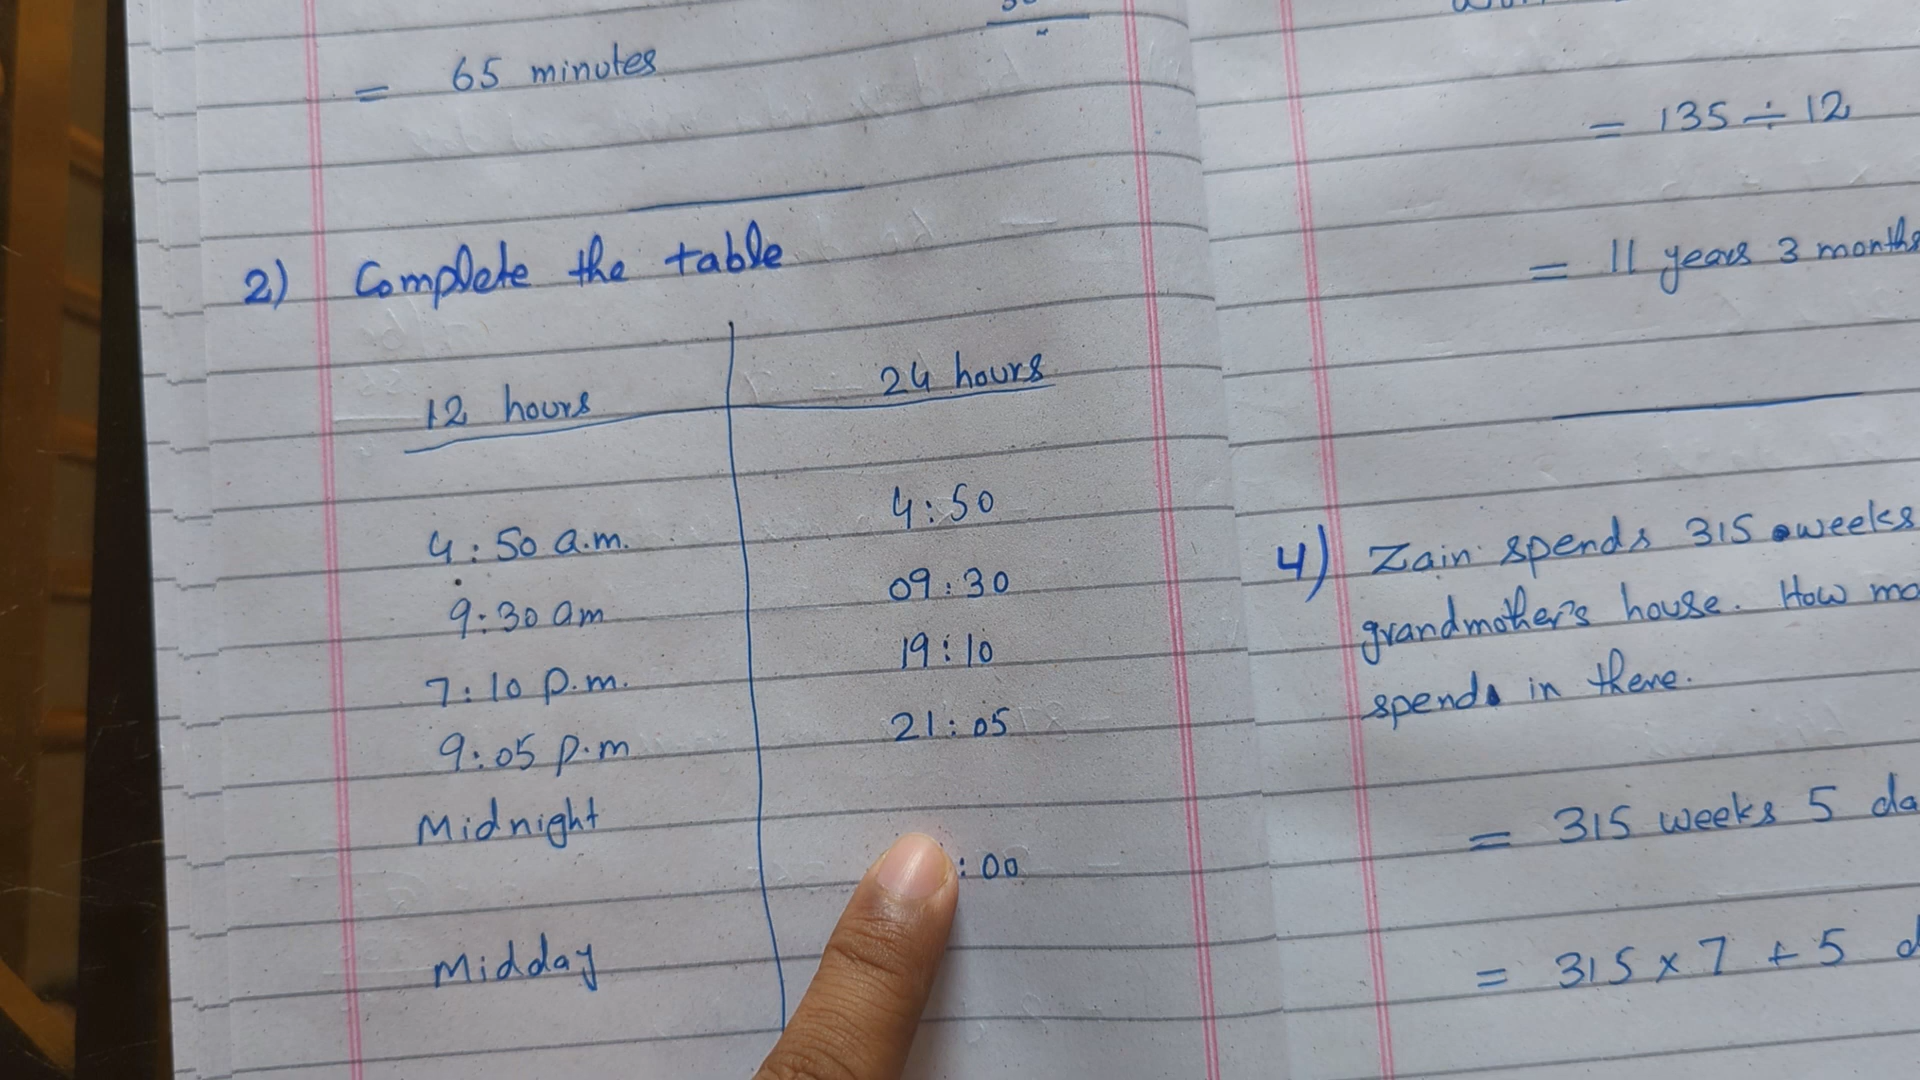 = 65 minutes
2) Complete the table
12 hours 24 hours
4:50 a.m. 4:50
9:30 am 09:30
7:10 p.m. 19:10
9:05 p.m 21:05
Midnight :00
Midday
= 135 ÷ 12
= 11 years 3 months
4) Zain spends 315 weeks
grandmother's house. How
spends in there.
= 315 weeks 5
= 315 x 7 + 5